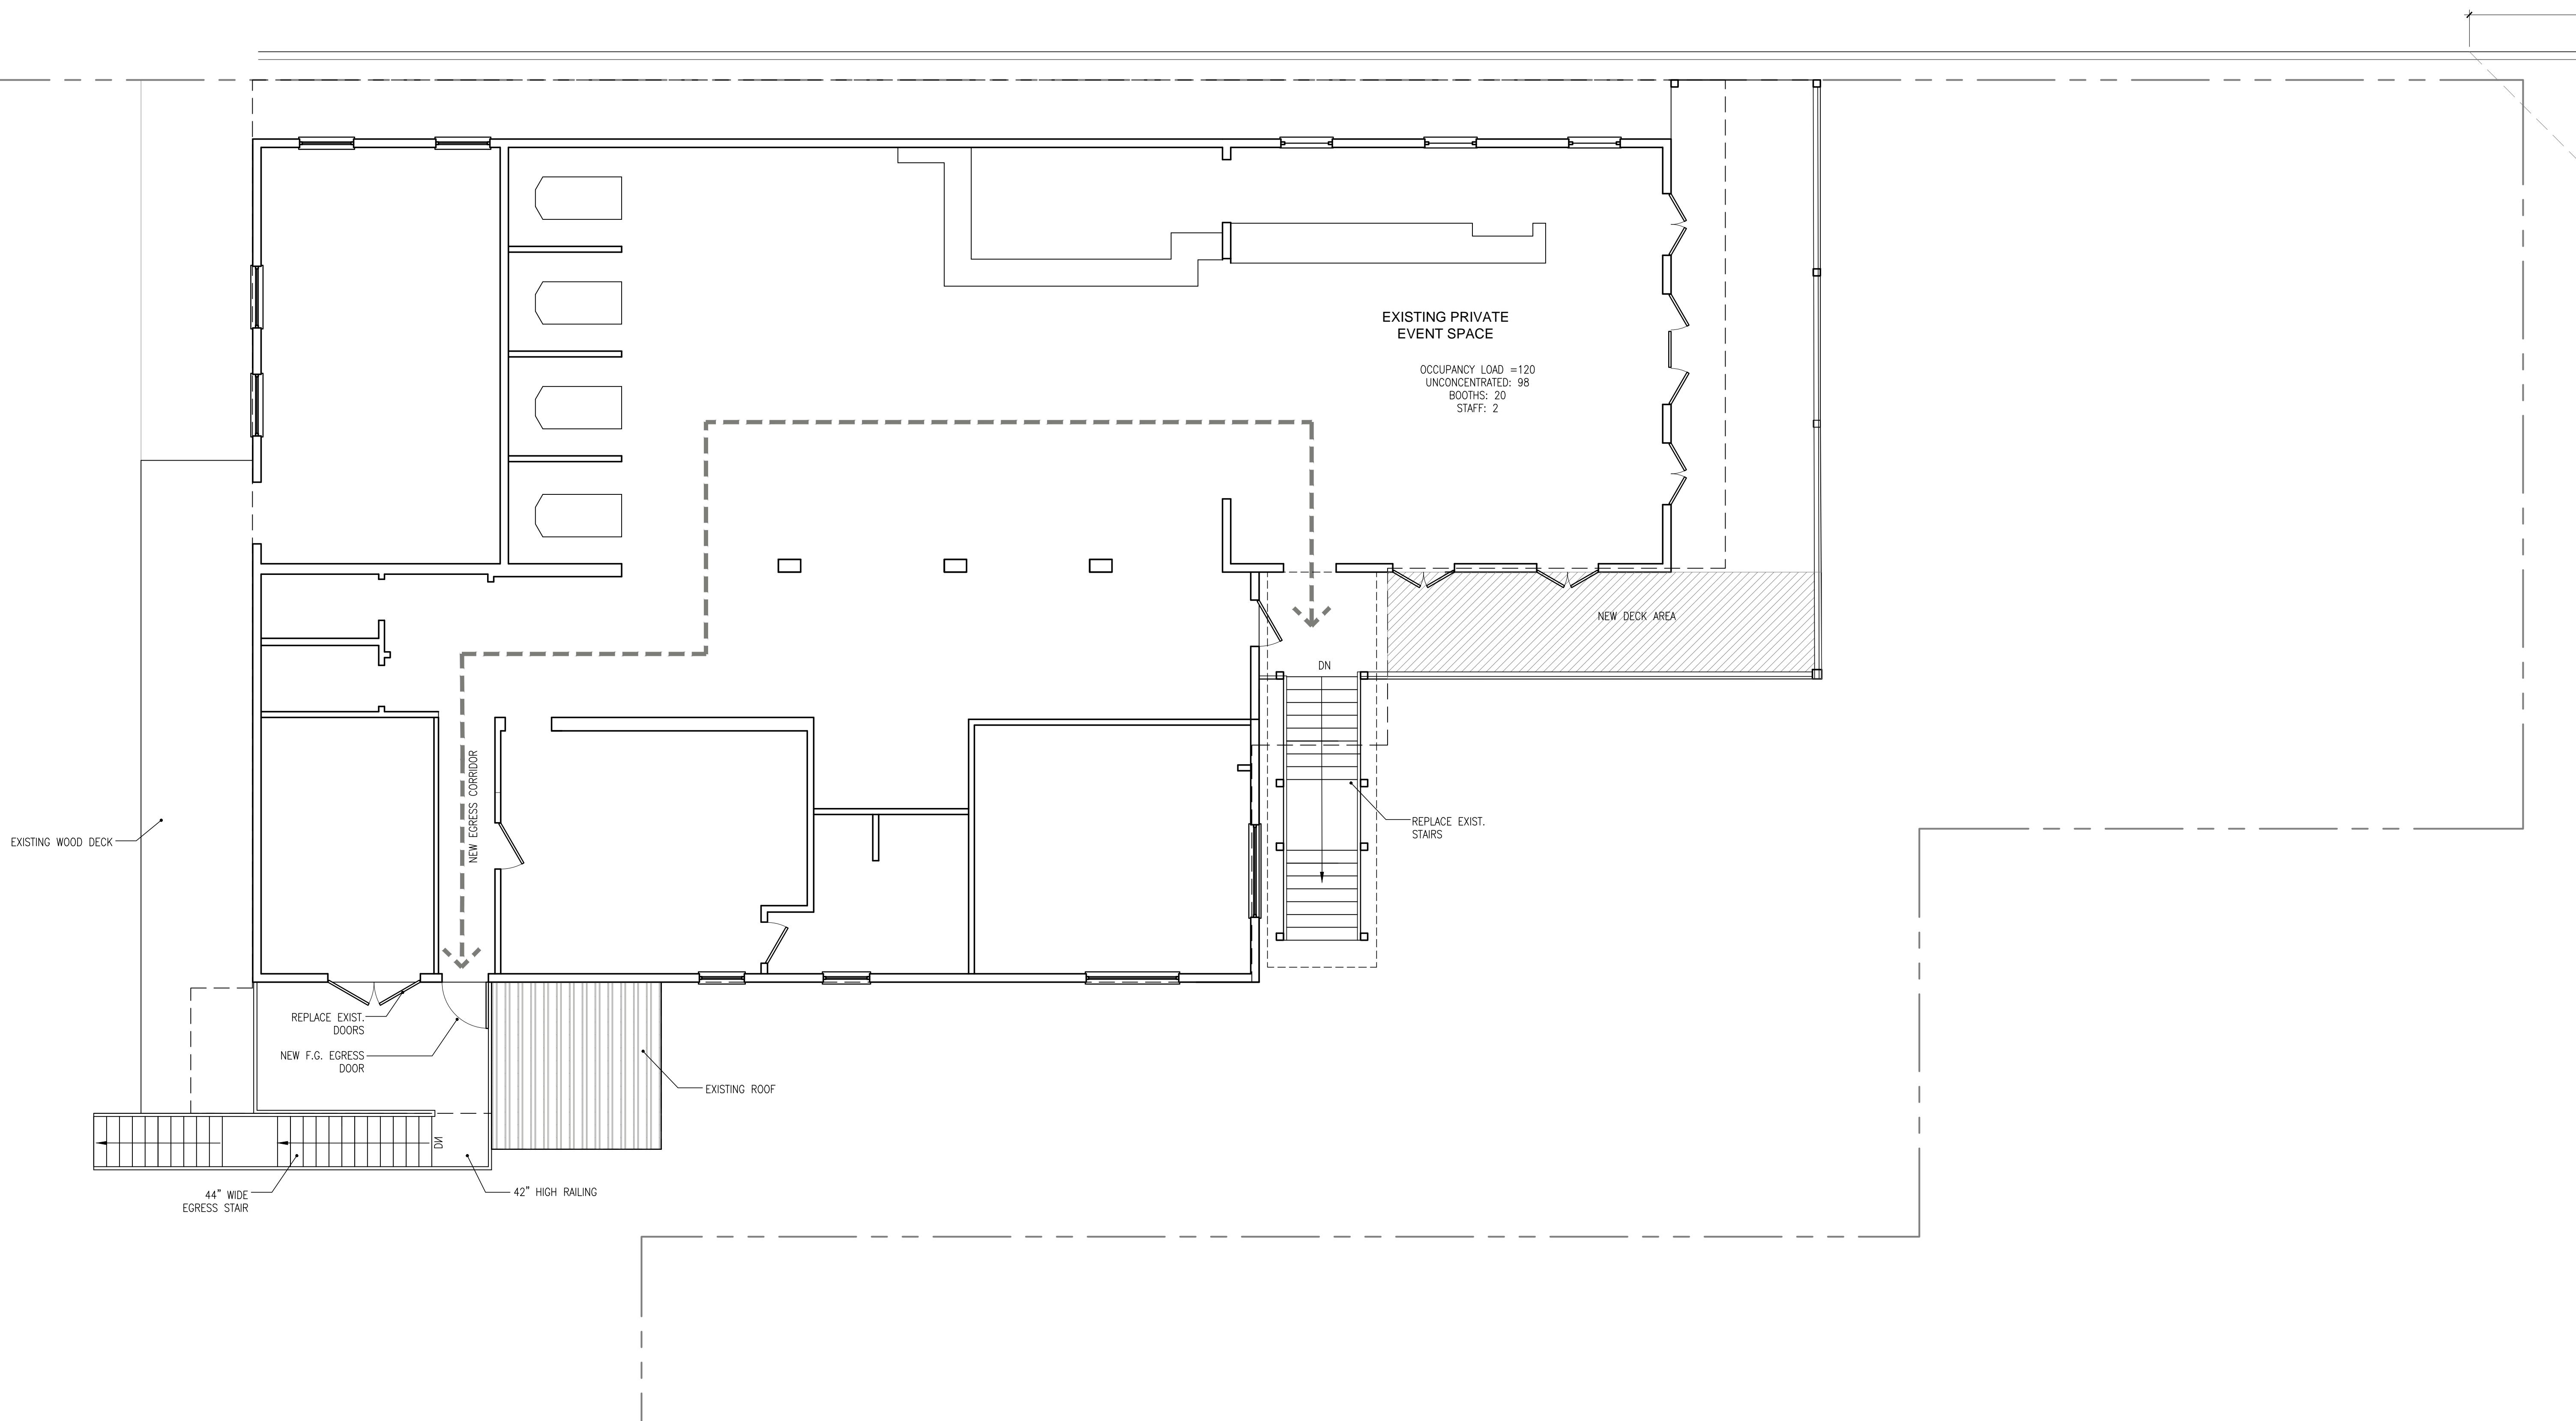 EXISTING PRIVATE
EVENT SPACE
OCCUPANCY LOAD =120
UNCONCENTRATED: 98
BOOTHS: 20
STAFF: 2
NEW DECK AREA
DN
NEW EGRESS CORRIDOR
REPLACE EXIST.
STAIRS
EXISTING WOOD DECK
REPLACE EXIST.
DOORS
NEW F.G. EGRESS
DOOR
EXISTING ROOF
DN
44" WIDE
EGRESS STAIR
42" HIGH RAILING